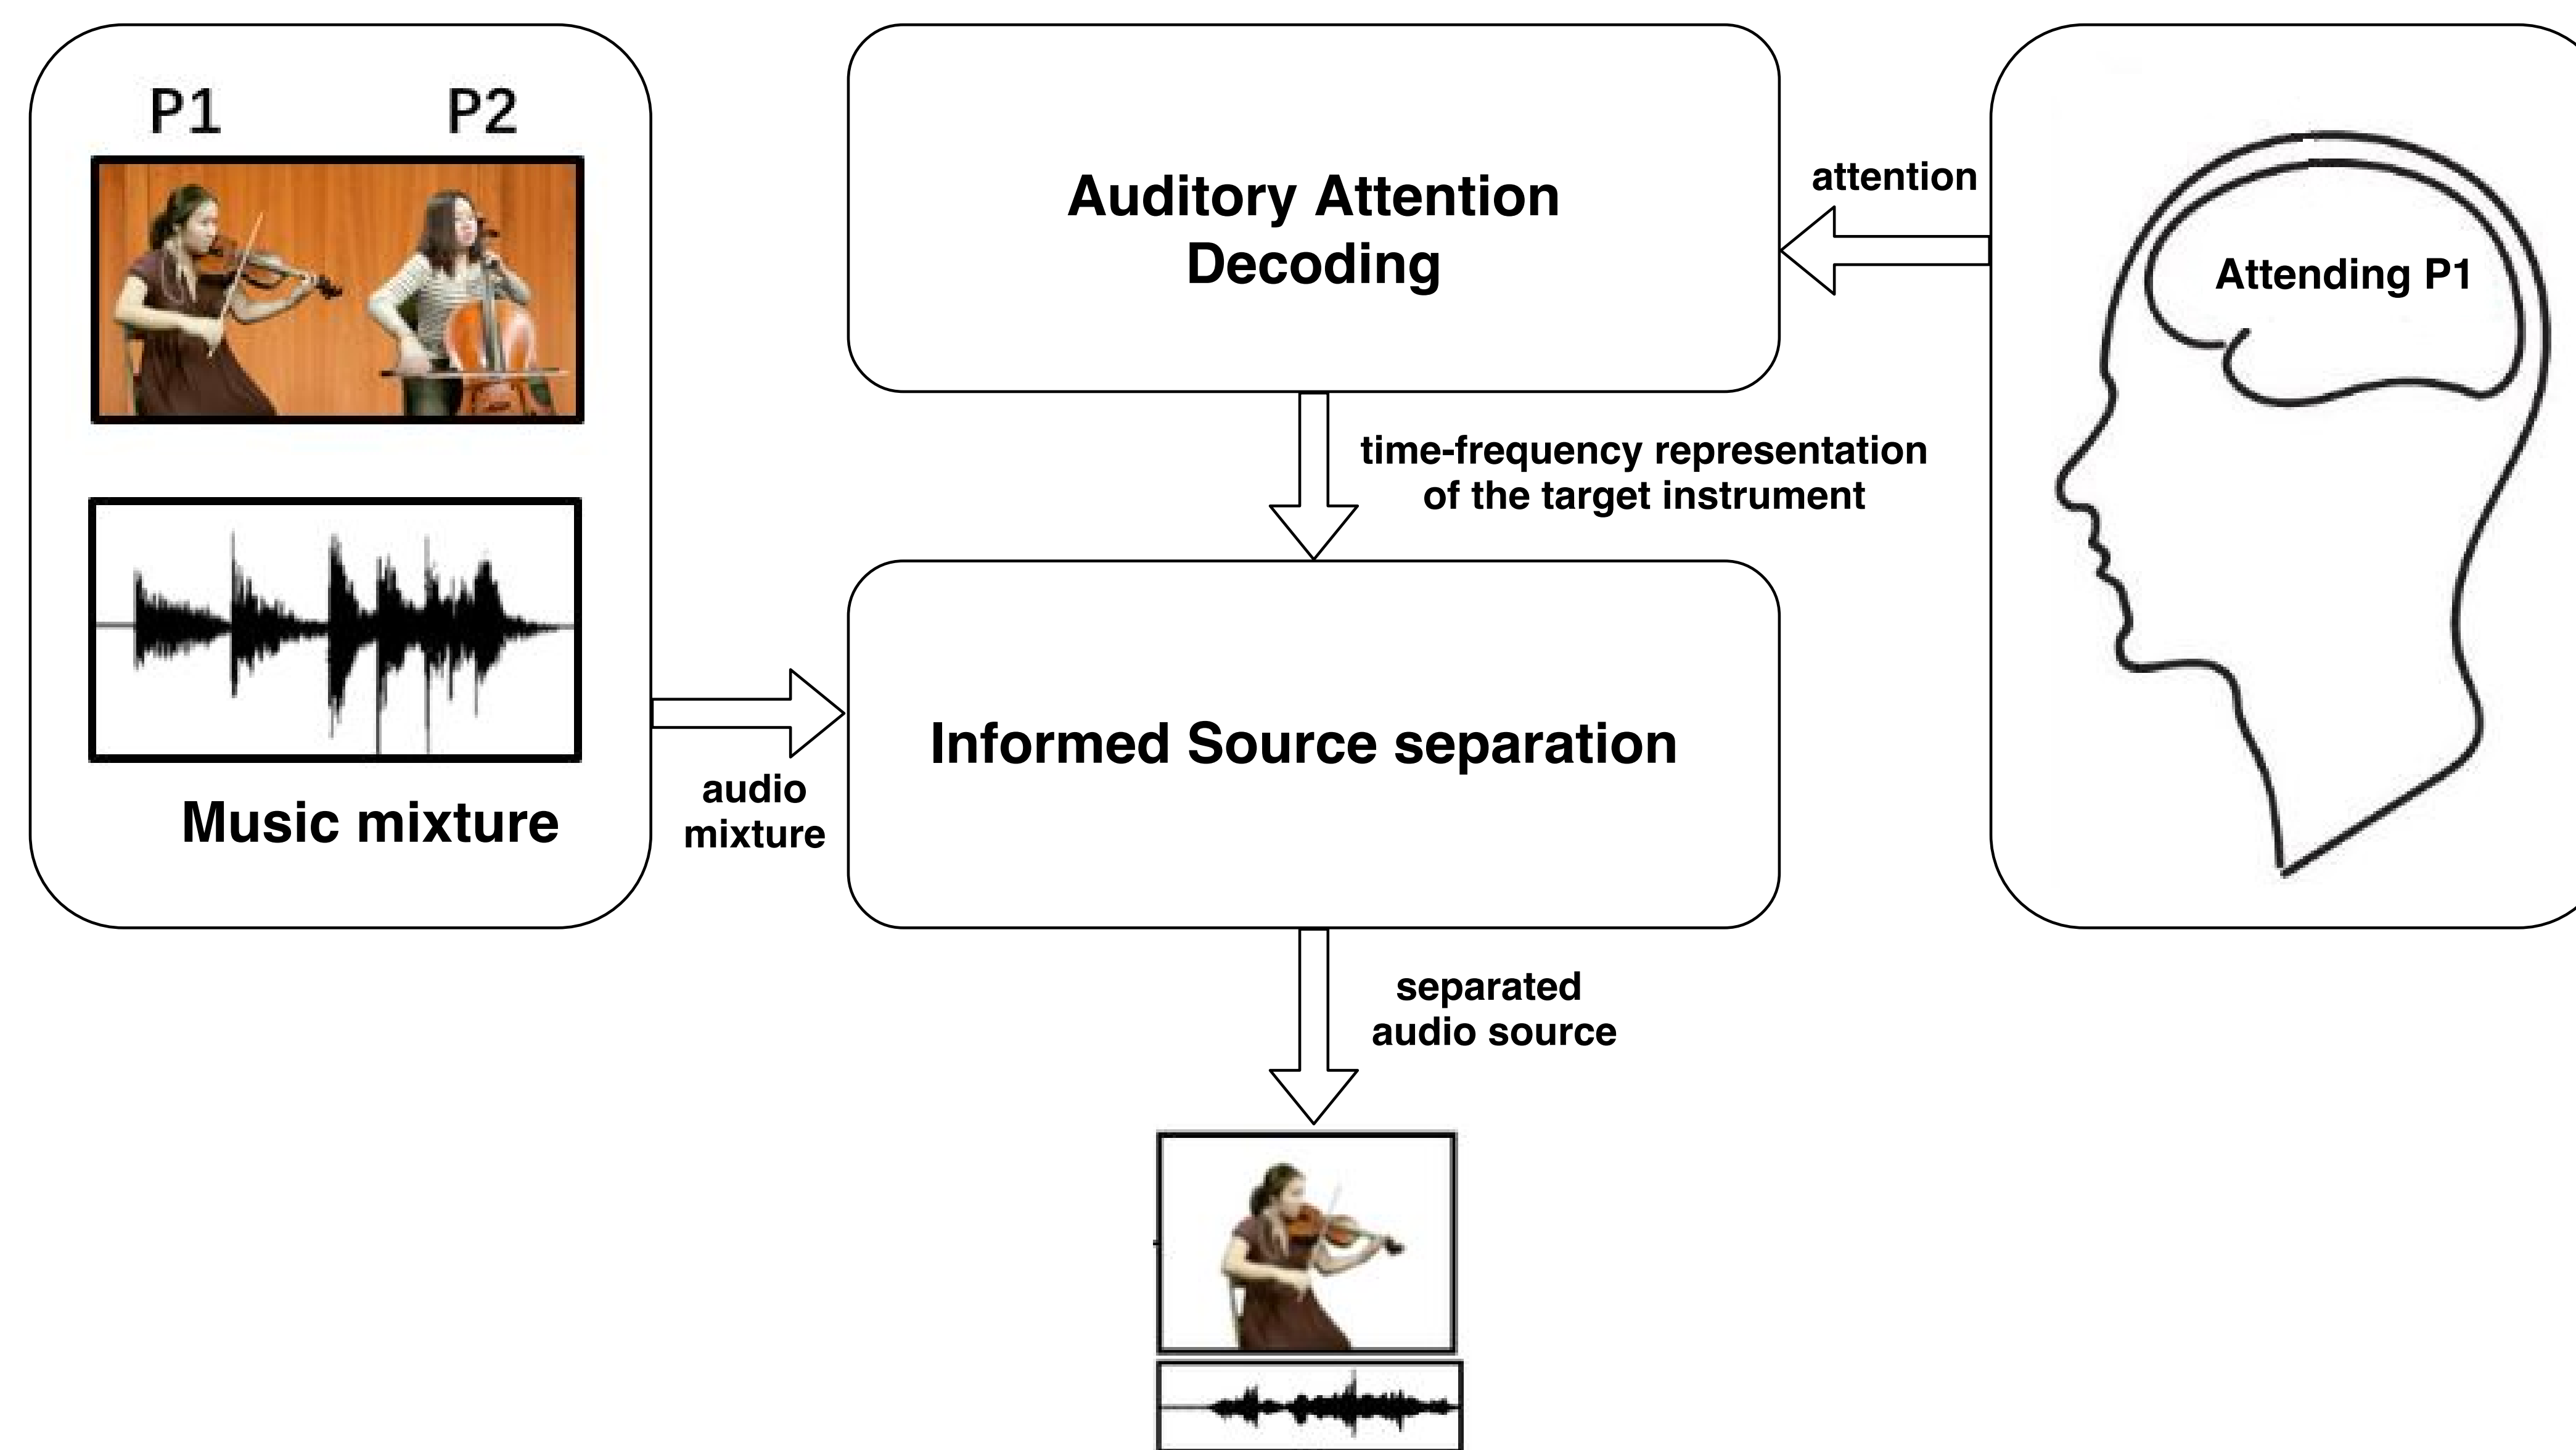 P1 P2
Music mixture
audio
mixture
Auditory Attention
Decoding
attention
Attending P1
time-frequency representation
of the target instrument
Informed Source separation
separated
audio source